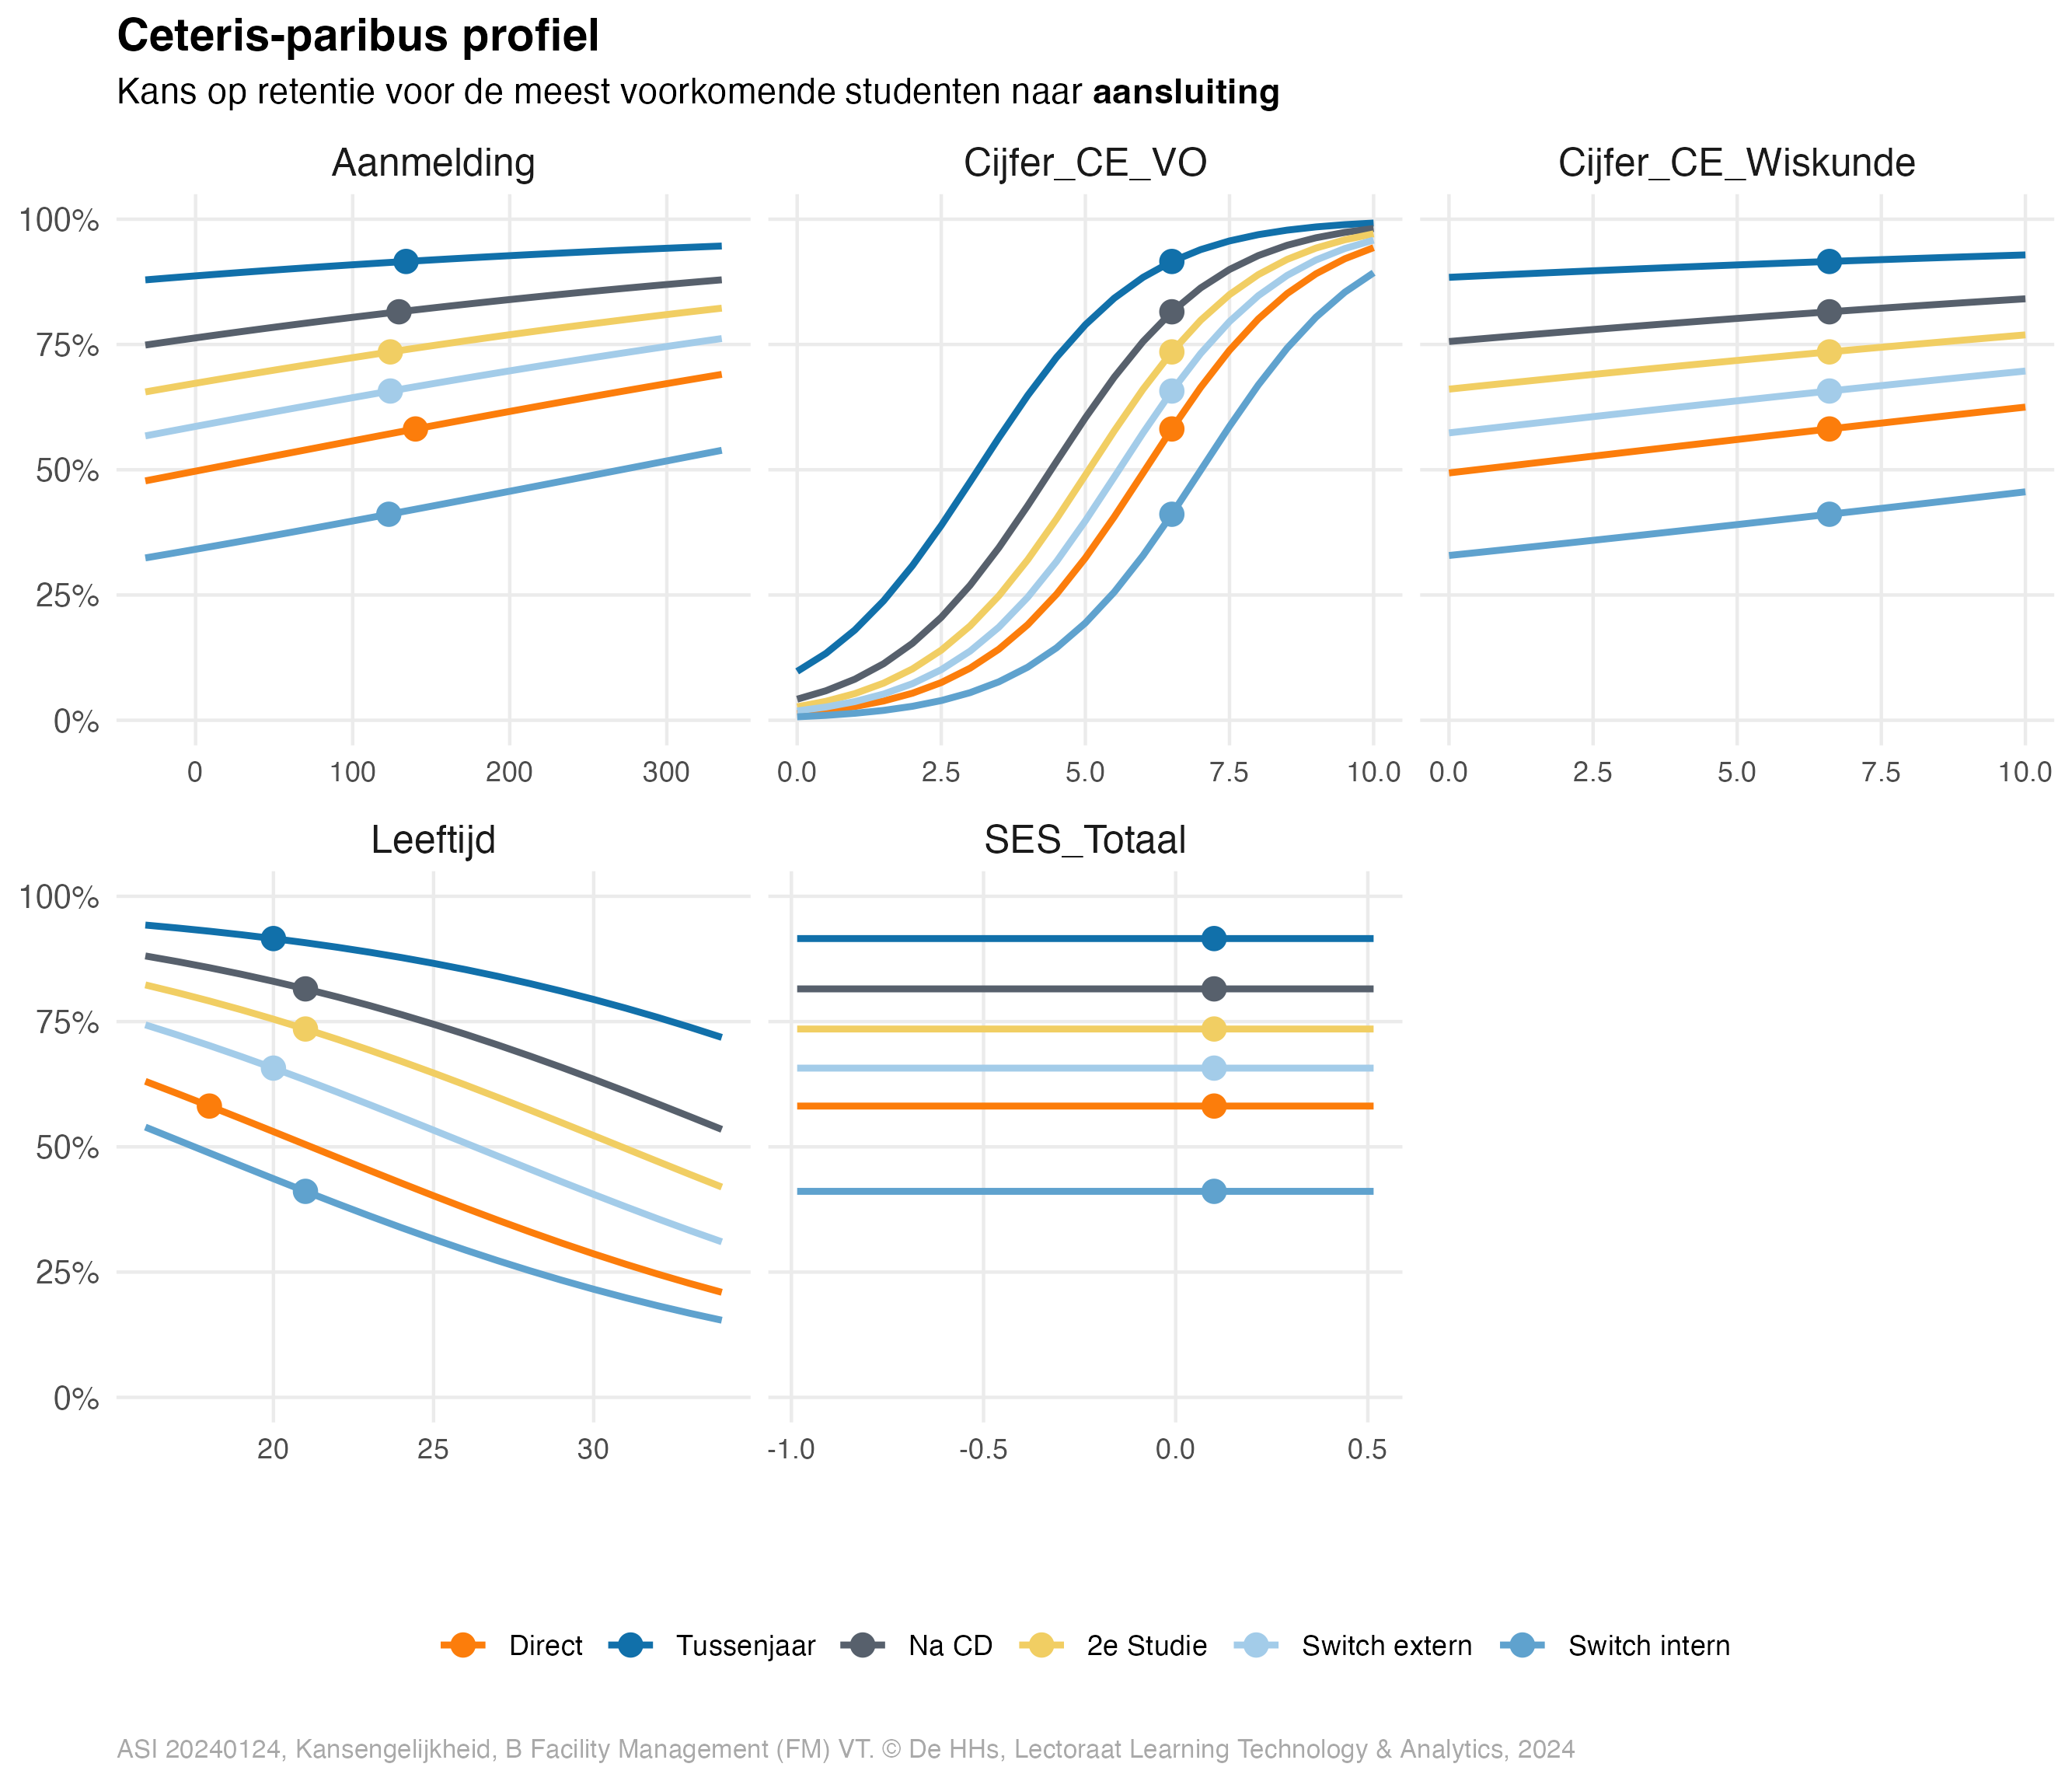 Ceteris-paribus profiel
Kans op retentie voor de meest voorkomende studenten naar aansluiting
Aanmelding
Cijfer_CE_VO
Cijfer_CE_Wiskunde
100%
75%
50%
25%
0%
0 100 200 300
0.0 2.5 5.0 7.5 10.0
0.0 2.5 5.0 7.5 10.0
Leeftijd
SES_Totaal
100%
75%
50%
25%
0%
20 25 30
-1.0 -0.5 0.0 0.5
Direct Tussenjaar Na CD 2e Studie Switch extern Switch intern
ASI 20240124, Kansengelijkheid, B Facility Management (FM) VT. © De HHs, Lectoraat Learning Technology & Analytics, 2024